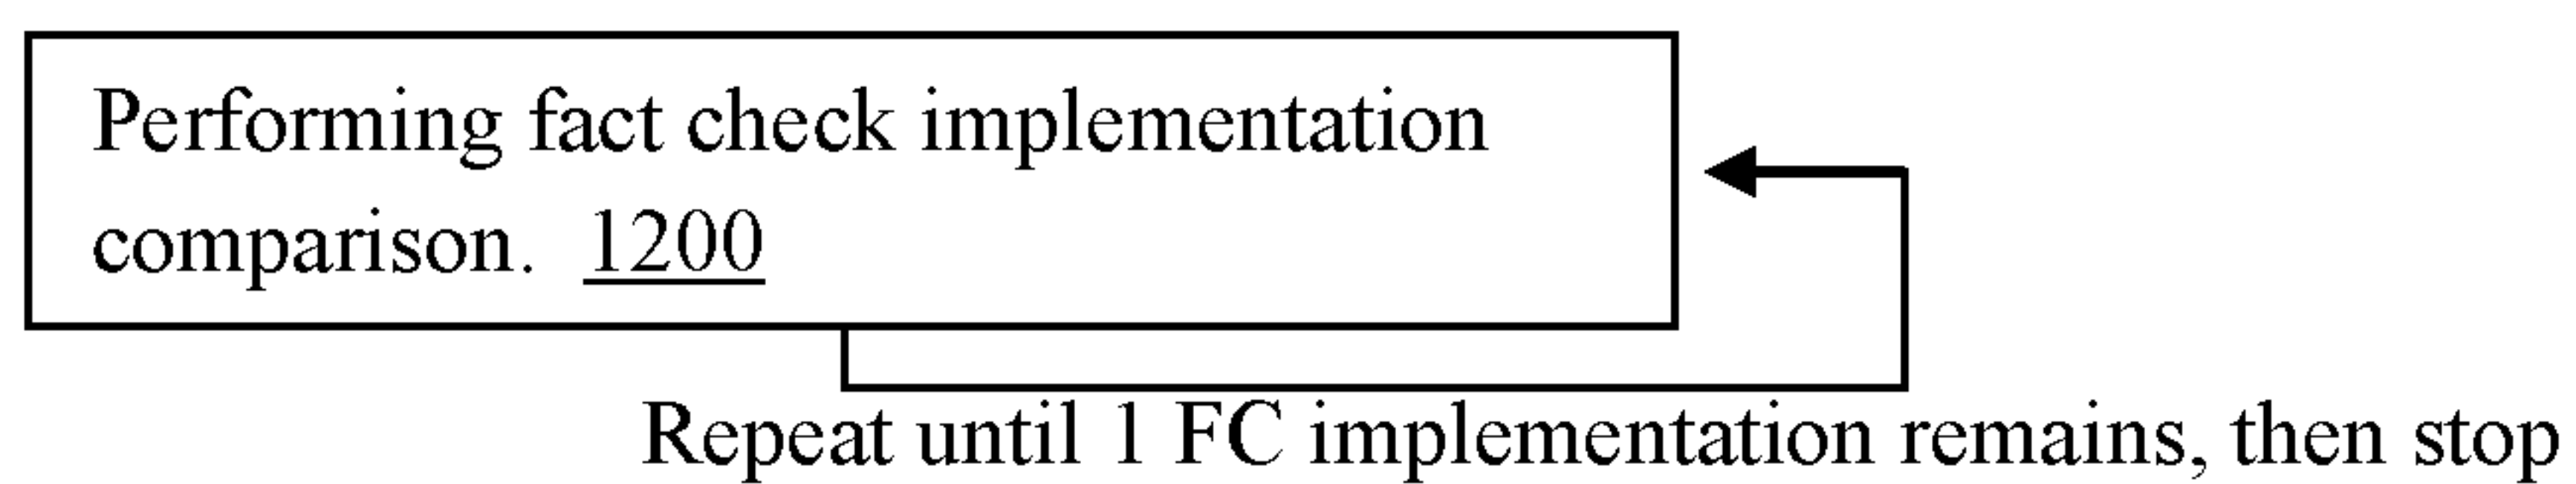 Performing fact check implementation
comparison. 1200
Repeat until 1 FC implementation remains, then stop